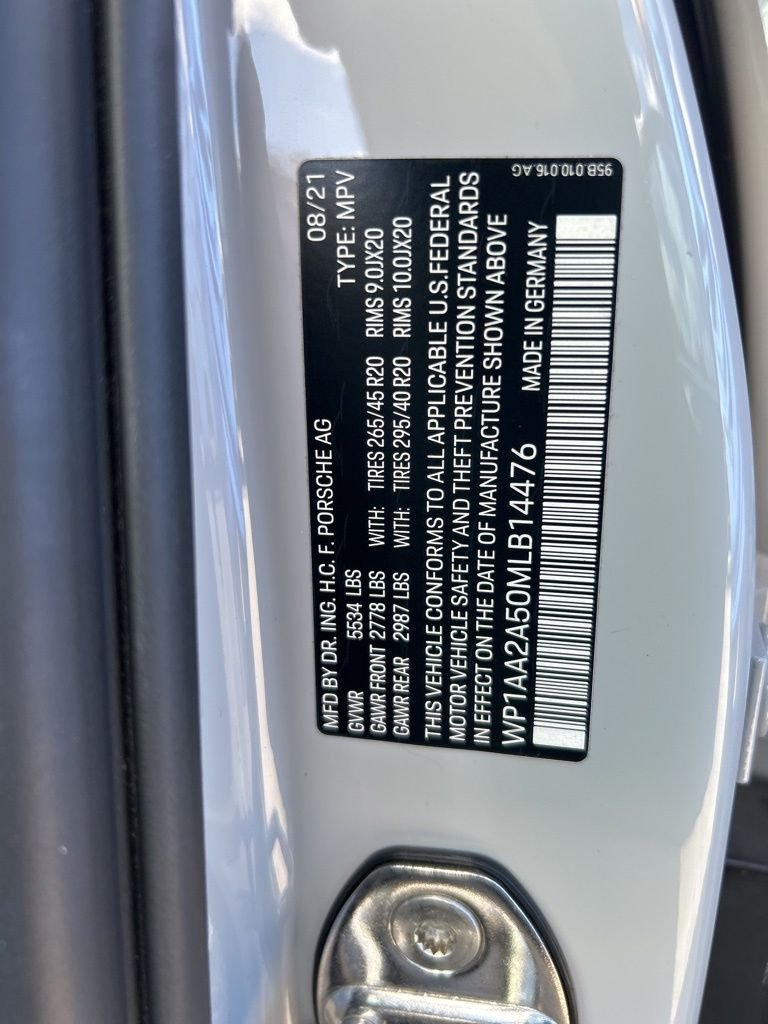 08/21
MFD BY DR. ING. H.C. F. PORSCHE AG TYPE: MPV
GVWR 5534 LBS
GAWR FRONT 2778 LBS WITH: TIRES 265/45 R20 RIMS 9.0JX20
GAWR REAR 2987 LBS WITH: TIRES 295/40 R20 RIMS 10.0JX20
THIS VEHICLE CONFORMS TO ALL APPLICABLE U.S.FEDERAL
MOTOR VEHICLE SAFETY AND THEFT PREVENTION STANDARDS
IN EFFECT ON THE DATE OF MANUFACTURE SHOWN ABOVE
WP1AA2A50MLB14476 MADE IN GERMANY
95B.010.016.AG